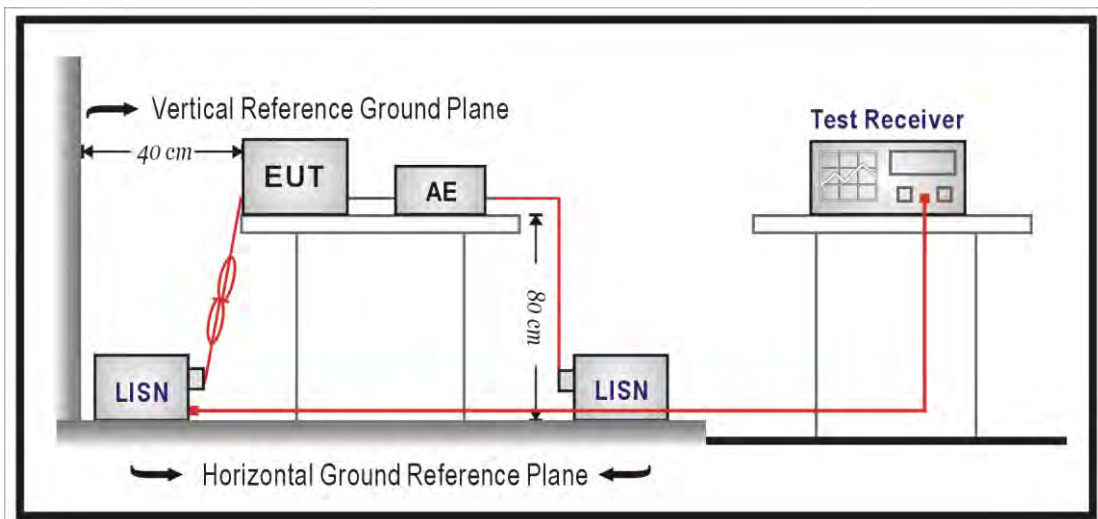 Vertical Reference Ground Plane
Test Receiver
40 cm
EUT
AE
80 cm
LISN
LISN
Horizontal Ground Reference Plane